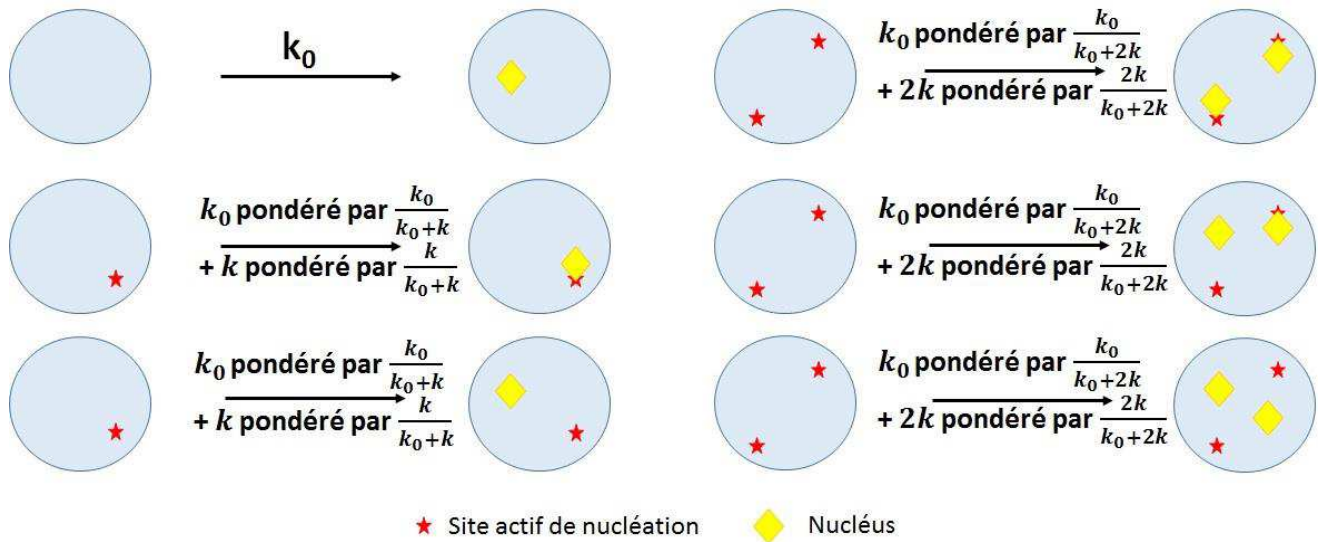 k₀
k₀ pondéré par k₀/(k₀+k)
+ k pondéré par k/(k₀+k)
k₀ pondéré par k₀/(k₀+k)
+ k pondéré par k/(k₀+k)
k₀ pondéré par k₀/(k₀+2k)
+ 2k pondéré par 2k/(k₀+2k)
k₀ pondéré par k₀/(k₀+2k)
+ 2k pondéré par 2k/(k₀+2k)
k₀ pondéré par k₀/(k₀+2k)
+ 2k pondéré par 2k/(k₀+2k)
Site actif de nucléation
Nucléus